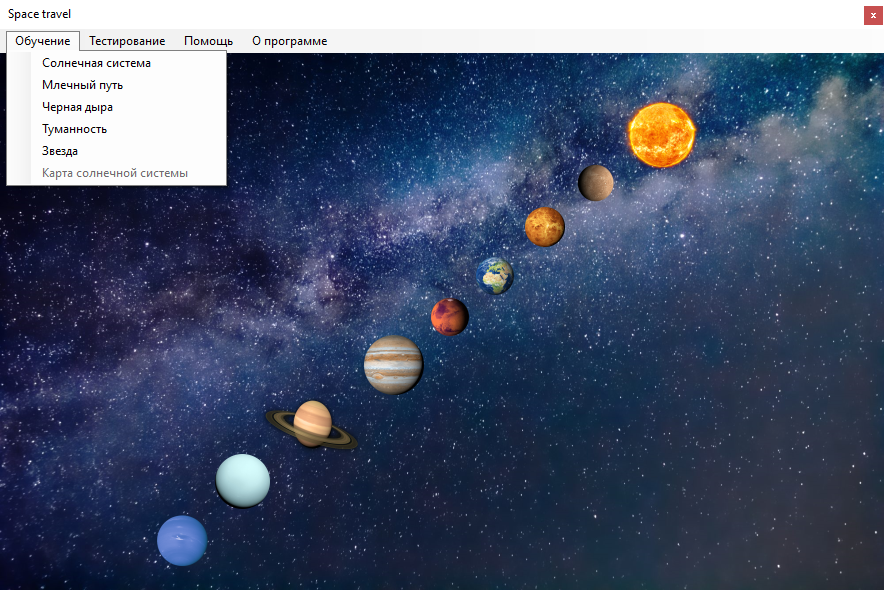 Space travel
x
Обучение Тестирование Помощь О программе
Солнечная система
Млечный путь
Черная дыра
Туманность
Звезда
Карта солнечной системы